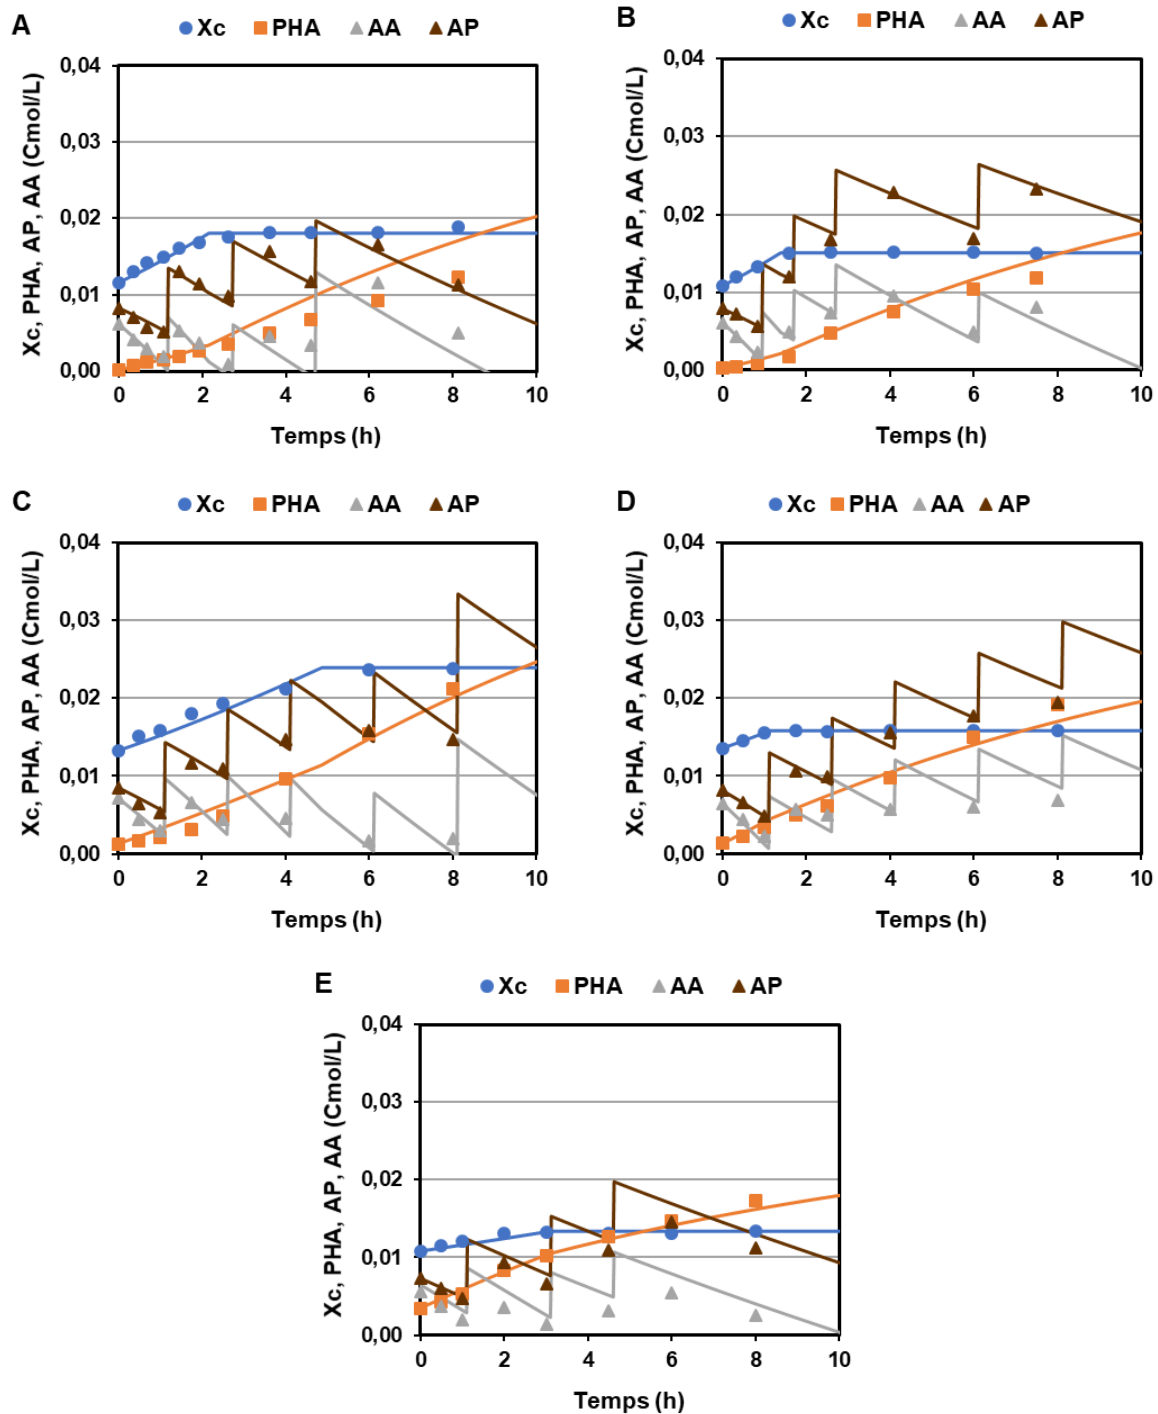 A
Xc PHA AA AP
Xc, PHA, AP, AA (Cmol/L)
0,04
0,03
0,02
0,01
0,00
0 2 4 6 8 10
Temps (h)
B
Xc PHA AA AP
Xc, PHA, AP, AA (Cmol/L)
0,04
0,03
0,02
0,01
0,00
0 2 4 6 8 10
Temps (h)
C
Xc PHA AA AP
Xc, PHA, AP, AA (Cmol/L)
0,04
0,03
0,02
0,01
0,00
0 2 4 6 8 10
Temps (h)
D
Xc PHA AA AP
Xc, PHA, AP, AA (Cmol/L)
0,04
0,03
0,02
0,01
0,00
0 2 4 6 8 10
Temps (h)
E
Xc PHA AA AP
Xc, PHA, AP, AA (Cmol/L)
0,04
0,03
0,02
0,01
0,00
0 2 4 6 8 10
Temps (h)